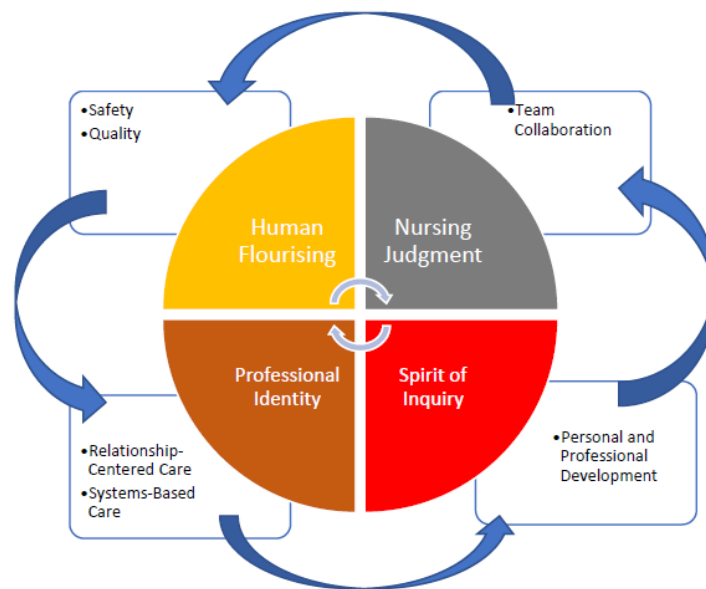 •Safety
•Quality
•Team
Collaboration
Human
Flourising
Nursing
Judgment
Professional
Identity
Spirit of
Inquiry
•Relationship-
Centered Care
•Systems-Based
Care
•Personal and
Professional
Development